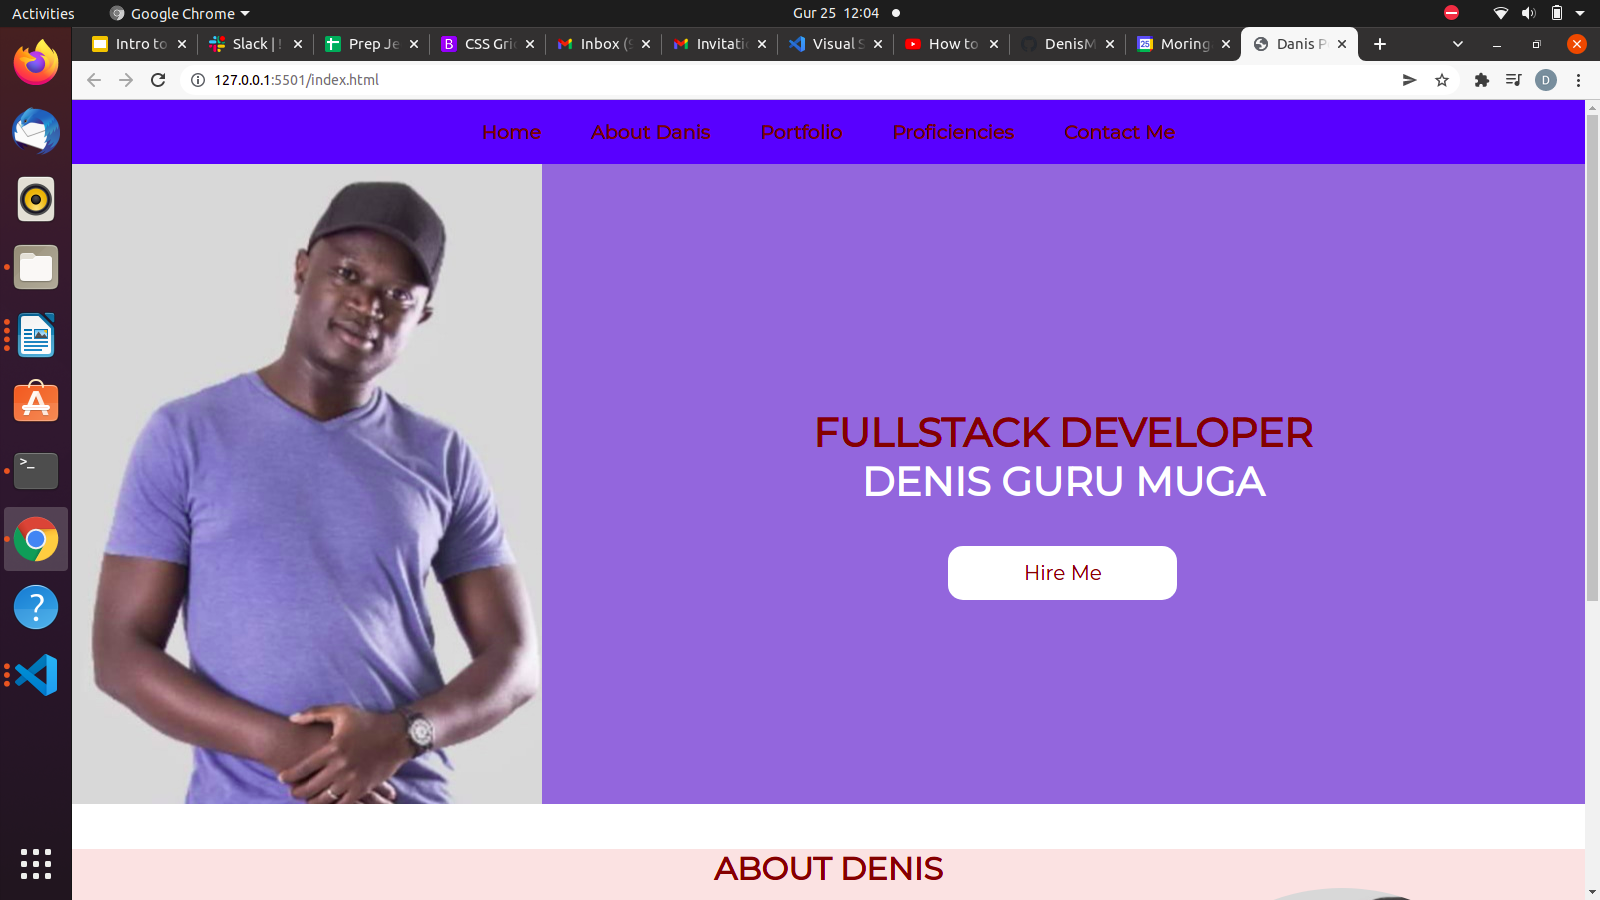 Activities Google Chrome Gur 25 12:04
Intro to Slack | Prep Je CSS Gri Inbox (9 Invitati Visual S How to DenisM Moring Danis P
127.0.0.1:5501/index.html D
Home About Danis Portfolio Proficiencies Contact Me
FULLSTACK DEVELOPER
DENIS GURU MUGA
Hire Me
ABOUT DENIS